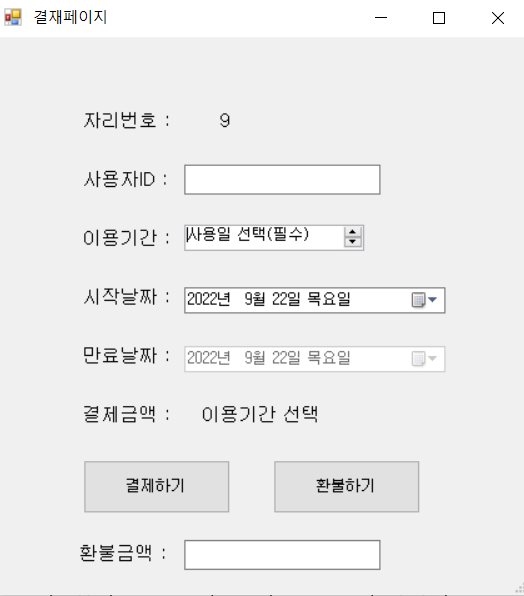 결재페이지
자리번호 : 9
사용자ID :
이용기간 : 사용일 선택(필수)
시작날짜 : 2022년 9월 22일 목요일
만료날짜 : 2022년 9월 22일 목요일
결제금액 : 이용기간 선택
결제하기 환불하기
환불금액 :